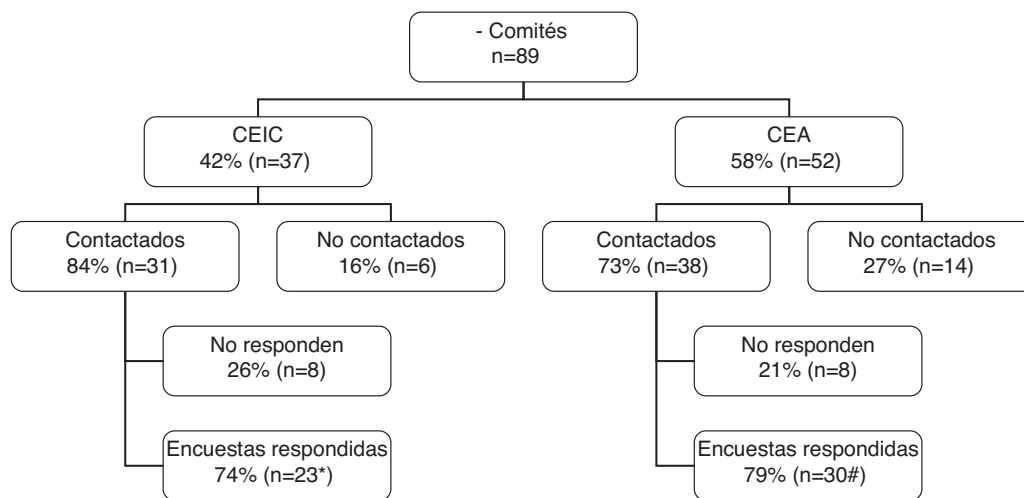 - Comités
n=89
CEIC
42% (n=37)
CEA
58% (n=52)
Contactados
84% (n=31)
No contactados
16% (n=6)
Contactados
73% (n=38)
No contactados
27% (n=14)
No responden
26% (n=8)
No responden
21% (n=8)
Encuestas respondidas
74% (n=23*)
Encuestas respondidas
79% (n=30#)